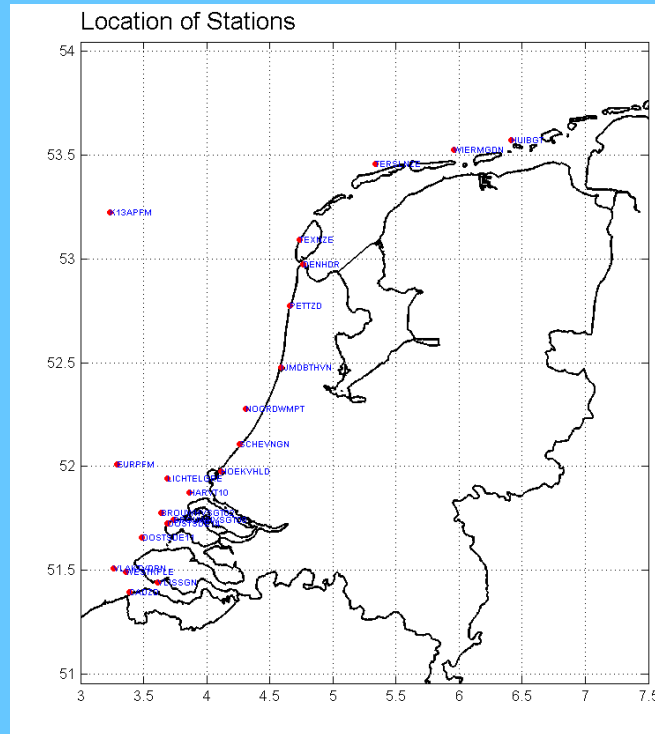 Location of Stations
54
53.5
53
52.5
52
51.5
51
HUIBGT
WIERMGDN
TERSLNZE
K13APFM
TEXNZE
DENHDR
PETTZD
IJMDBTHVN
NOORDWMPT
SCHEVNGN
HOEKVHLD
EURPFM
LICHTELGRE
HARVT10
OOSTSDE11
VLISSGN
CADZD
3
3.5
4
4.5
5
5.5
6
6.5
7
7.5